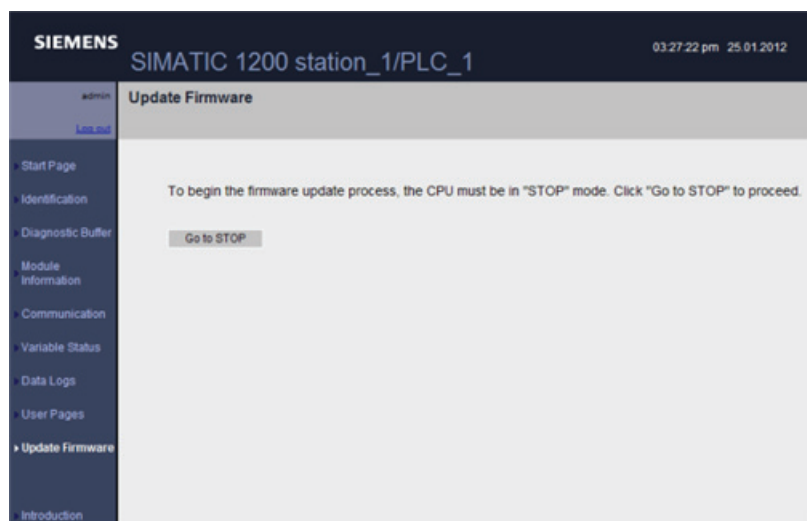 SIEMENS
SIMATIC 1200 station_1/PLC_1
03:27:22 pm 25.01.2012
admin
Log out
Update Firmware
Start Page
Identification
Diagnostic Buffer
Module
Information
Communication
Variable Status
Data Logs
User Pages
Update Firmware
Introduction
To begin the firmware update process, the CPU must be in "STOP" mode. Click "Go to STOP" to proceed.
Go to STOP